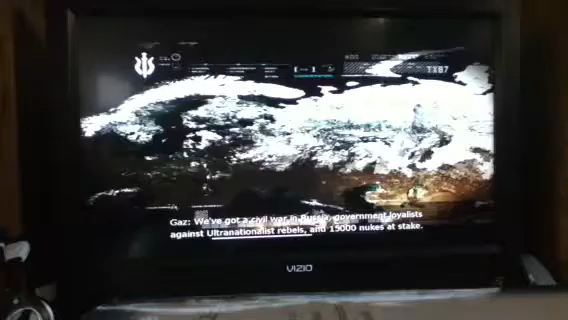 TX87
Gaz: We've got a civil war in Russia, government loyalists
against Ultranationalist rebels, and 15000 nukes at stake.
VIZIO